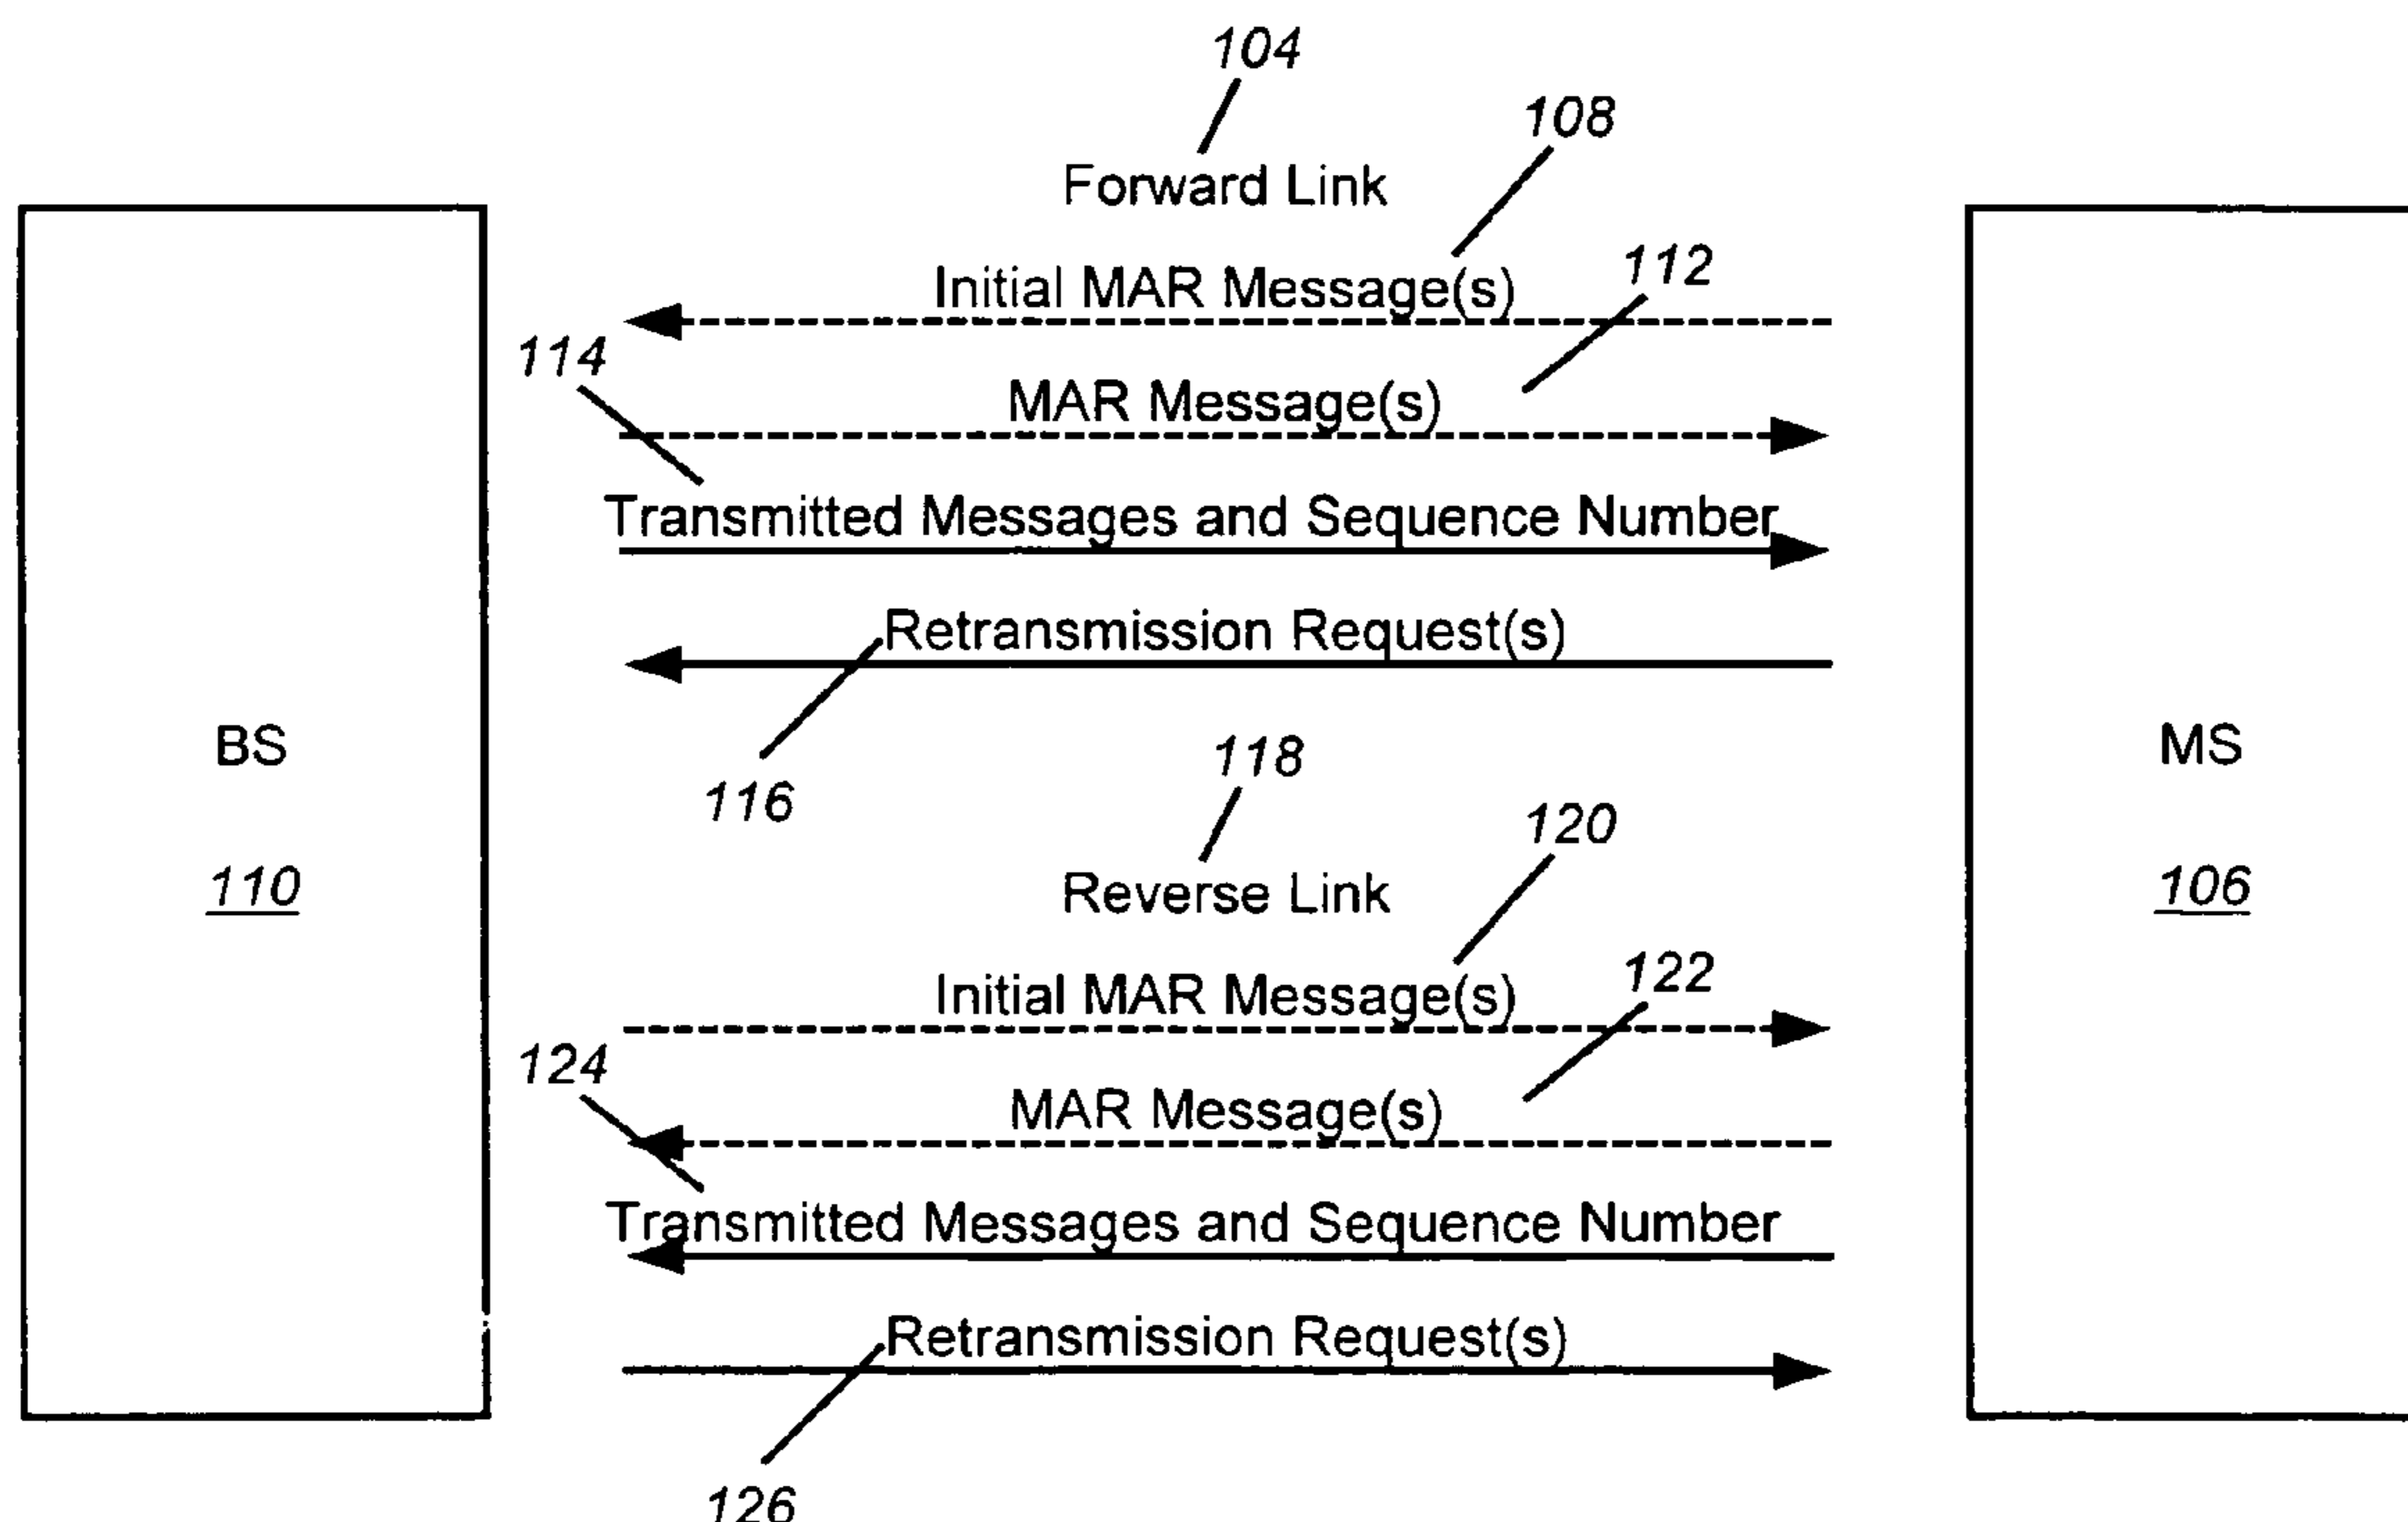 104
108
Forward Link
Initial MAR Message(s)
112
114
MAR Message(s)
Transmitted Messages and Sequence Number
Retransmission Request(s)
BS
MS
116
118
120
110
Reverse Link
106
Initial MAR Message(s)
122
124
MAR Message(s)
Transmitted Messages and Sequence Number
Retransmission Request(s)
126